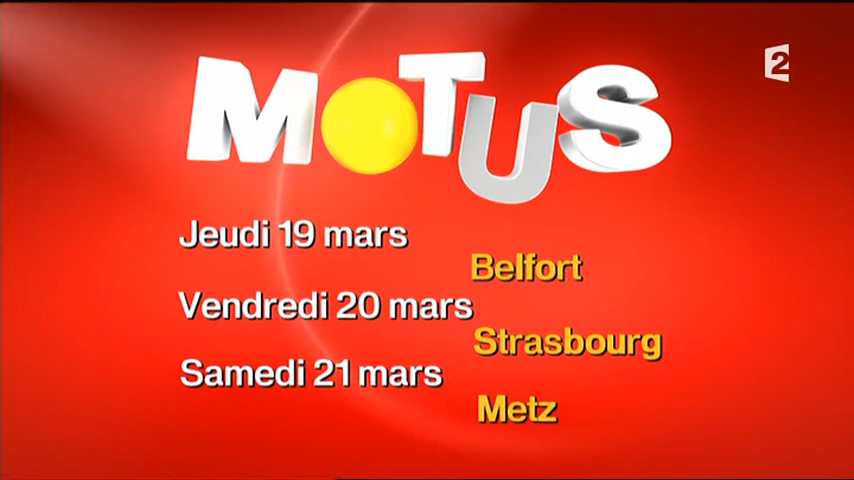 2
MOTUS
Jeudi 19 mars
Belfort
Vendredi 20 mars
Strasbourg
Samedi 21 mars
Metz